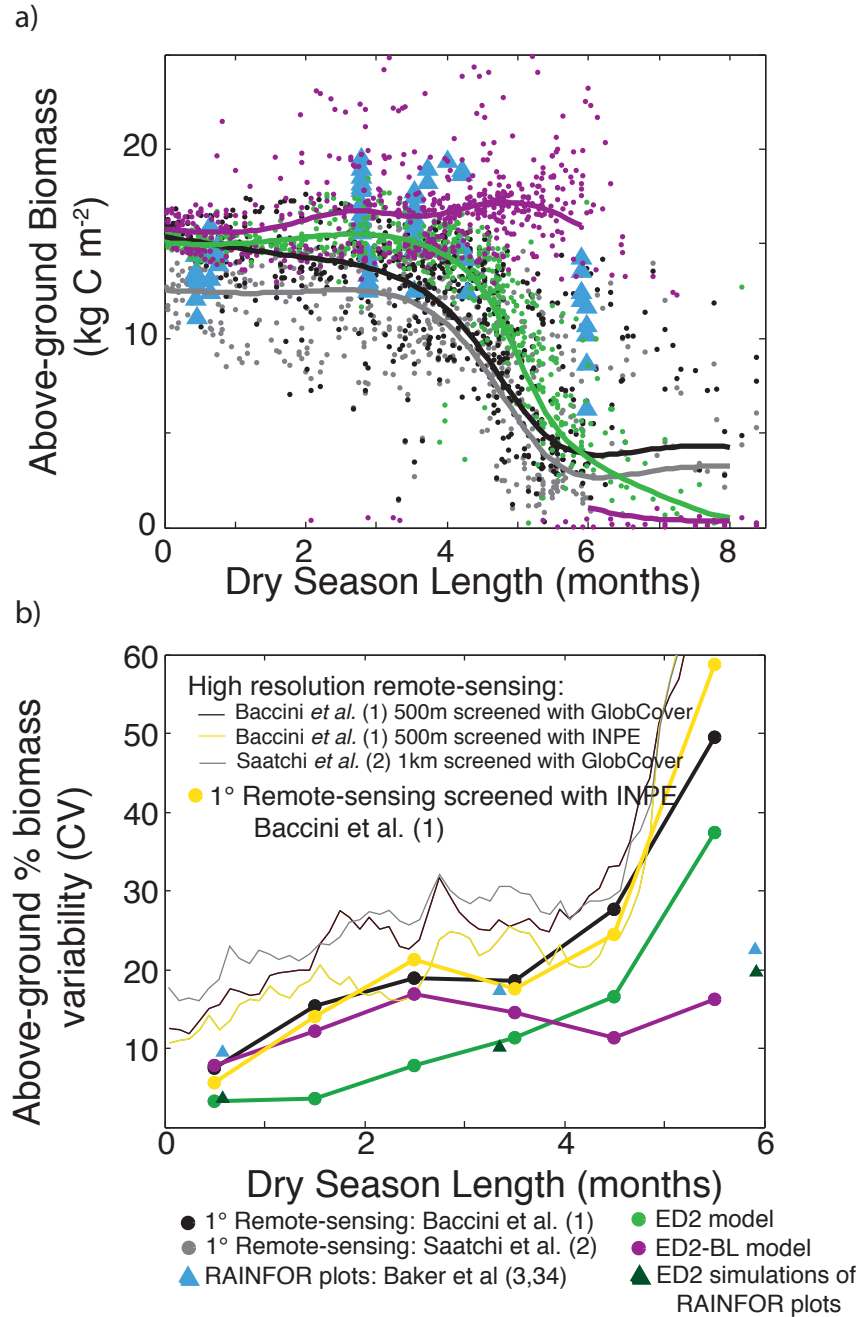 a)
20
10
0
Above-ground Biomass
(kg C m-2)
0 2 4 6 8
Dry Season Length (months)
b)
60
50
40
30
20
10
Above-ground % biomass
variability (CV)
High resolution remote-sensing:
Baccini et al. (1) 500m screened with GlobCover
Baccini et al. (1) 500m screened with INPE
Saatchi et al. (2) 1km screened with GlobCover
1° Remote-sensing screened with INPE
Baccini et al. (1)
0 2 4 6
Dry Season Length (months)
1° Remote-sensing: Baccini et al. (1)
1° Remote-sensing: Saatchi et al. (2)
RAINFOR plots: Baker et al (3,34)
ED2 model
ED2-BL model
ED2 simulations of
RAINFOR plots